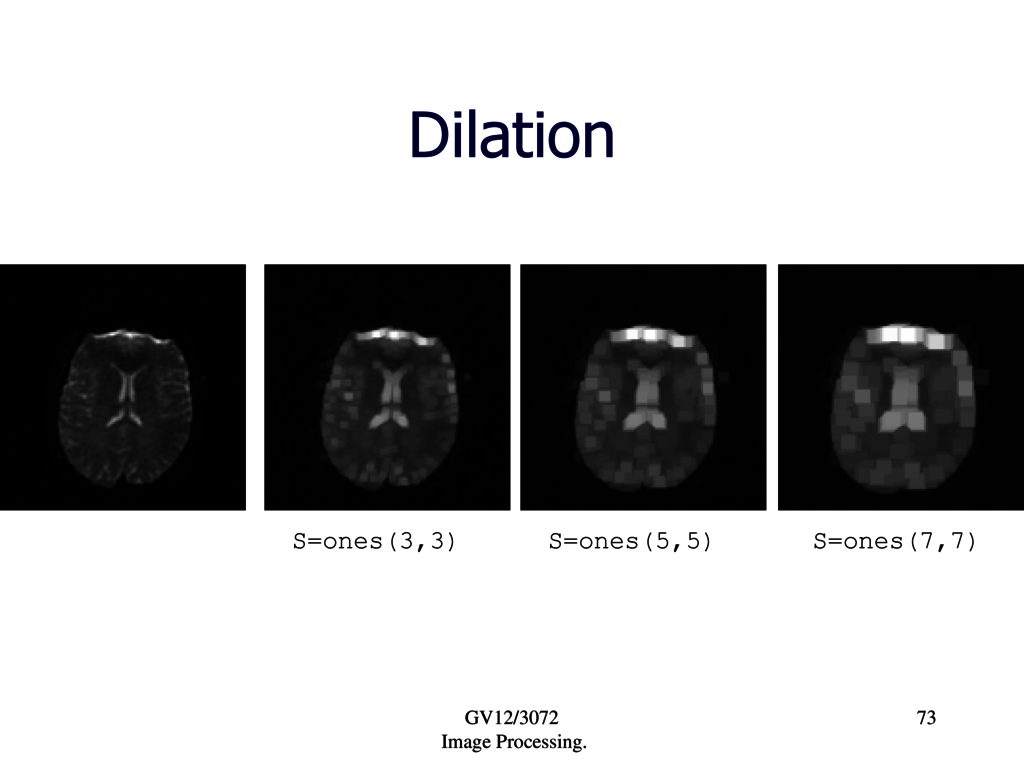 Dilation
S=ones(3,3)
S=ones(5,5)
S=ones(7,7)
GV12/3072
Image Processing.
73